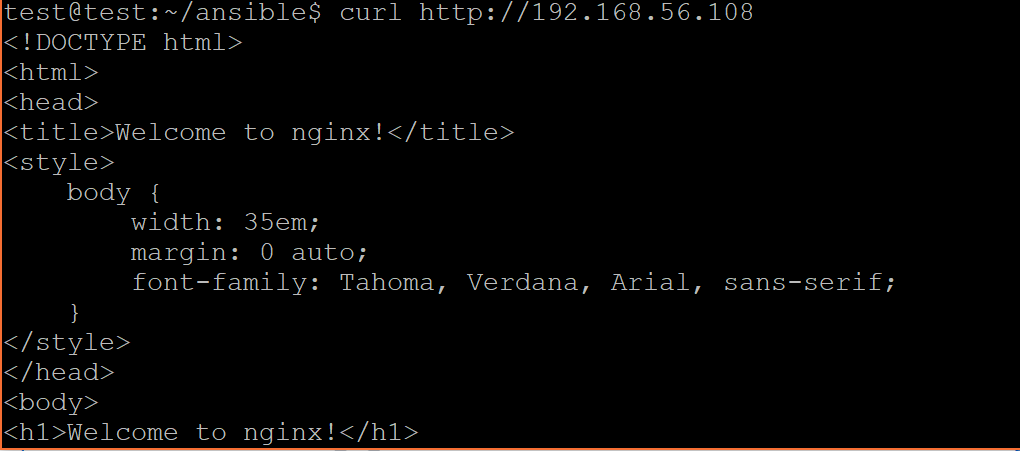 test@test:~/ansible$ curl http://192.168.56.108
<!DOCTYPE html>
<html>
<head>
<title>Welcome to nginx!</title>
<style>
    body {
        width: 35em;
        margin: 0 auto;
        font-family: Tahoma, Verdana, Arial, sans-serif;
    }
</style>
</head>
<body>
<h1>Welcome to nginx!</h1>